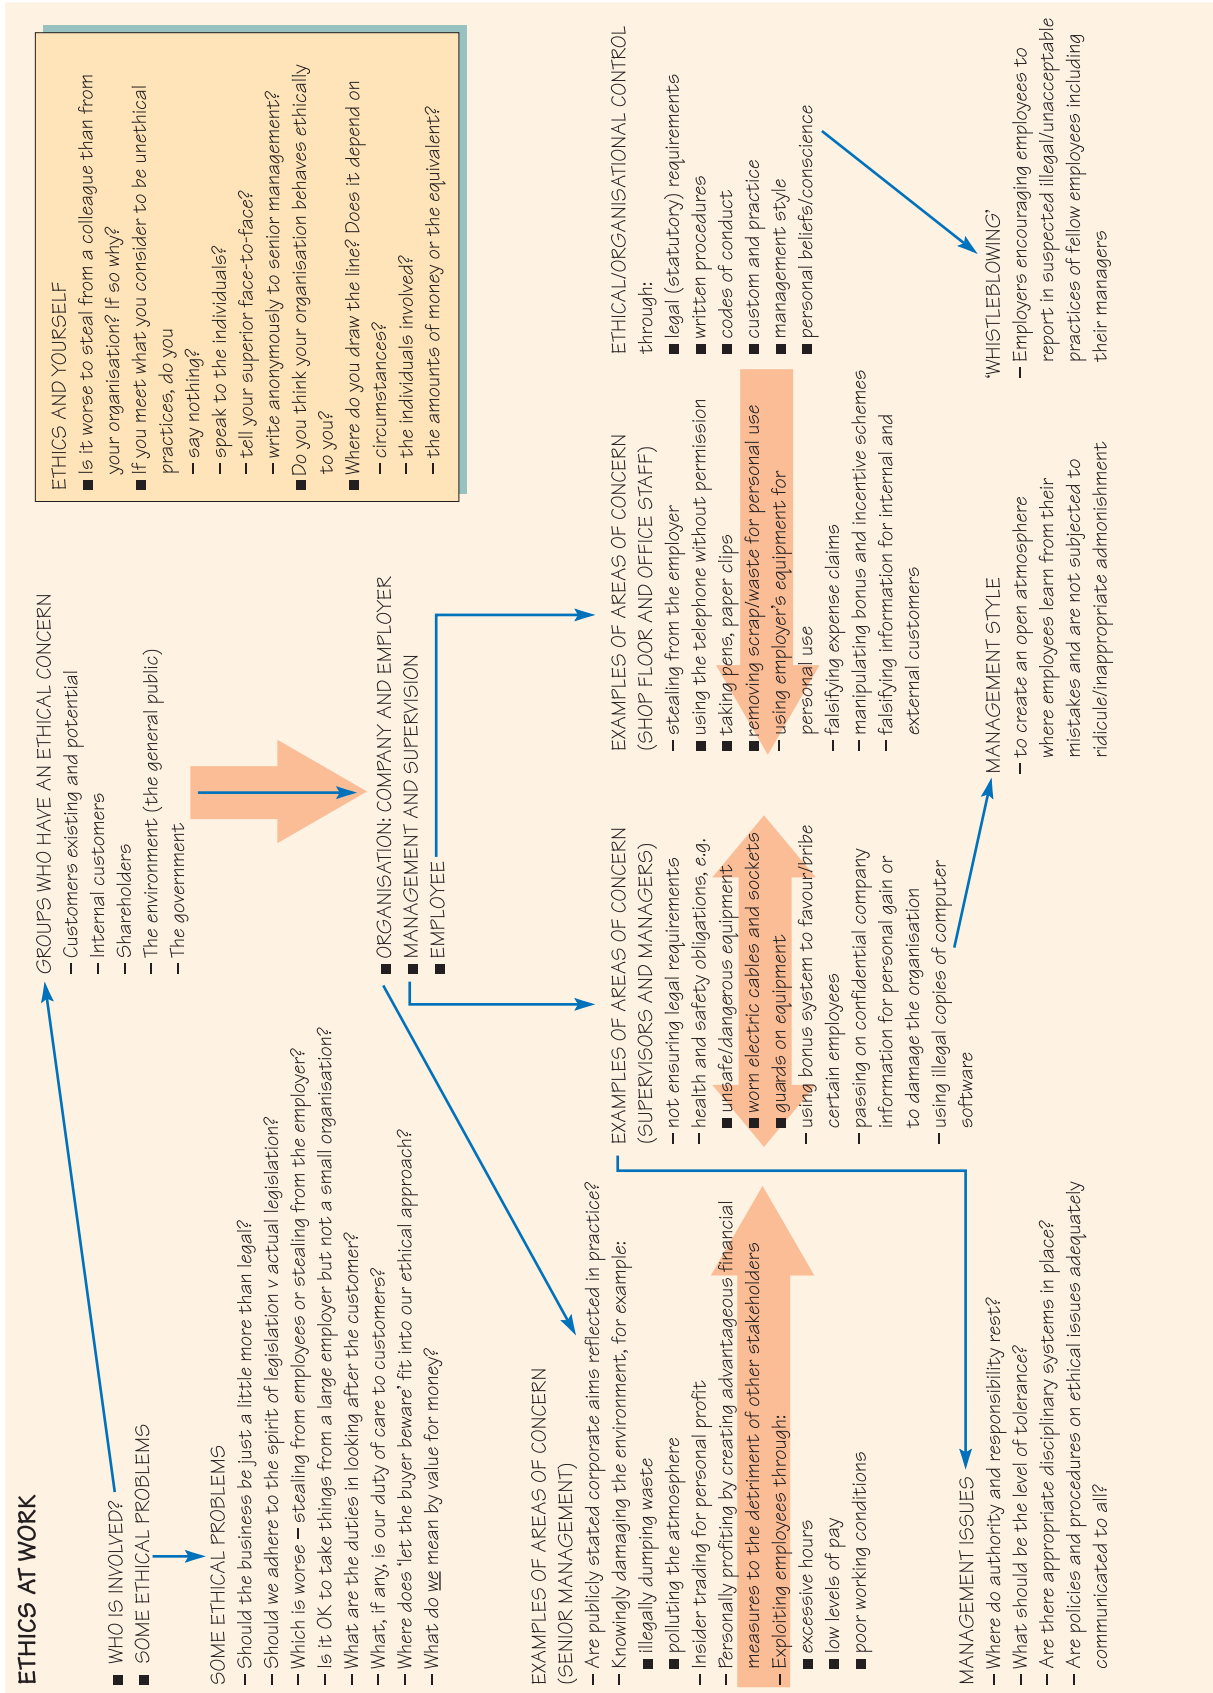 ETHICS AT WORK
■ WHO IS INVOLVED?
■ SOME ETHICAL PROBLEMS
GROUPS WHO HAVE AN ETHICAL CONCERN
– Customers existing and potential
– Internal customers
– Shareholders
– The environment (the general public)
– The government
ETHICS AND YOURSELF
■ Is it worse to steal from a colleague than from
your organisation? If so why?
■ If you meet what you consider to be unethical
practices, do you
– say nothing?
– speak to the individuals?
– tell your superior face-to-face?
– write anonymously to senior management?
■ Do you think your organisation behaves ethically
to you?
■ Where do you draw the line? Does it depend on
– circumstances?
– the individuals involved?
– the amounts of money or the equivalent?
SOME ETHICAL PROBLEMS
– Should the business be just a little more than legal?
– Should we adhere to the spirit of legislation v actual legislation?
– Which is worse – stealing from employees or stealing from the employer?
– Is it OK to take things from a large employer but not a small organisation?
– What are the duties in looking after the customer?
– What, if any, is our duty of care to customers?
– Where does ‘let the buyer beware’ fit into our ethical approach?
– What do we mean by value for money?
■ ORGANISATION: COMPANY AND EMPLOYER
■ MANAGEMENT AND SUPERVISION
■ EMPLOYEE
EXAMPLES OF AREAS OF CONCERN
(SENIOR MANAGEMENT)
– Are publicly stated corporate aims reflected in practice?
– Knowingly damaging the environment, for example:
■ illegally dumping waste
■ polluting the atmosphere
– Insider trading for personal profit
– Personally profiting by creating advantageous financial
measures to the detriment of other stakeholders
– Exploiting employees through:
■ excessive hours
■ low levels of pay
■ poor working conditions
EXAMPLES OF AREAS OF CONCERN
(SUPERVISORS AND MANAGERS)
– not ensuring legal requirements
– health and safety obligations, e.g.
■ unsafe/dangerous equipment
■ worn electric cables and sockets
■ guards on equipment
– using bonus system to favour/bribe
certain employees
– passing on confidential company
information for personal gain or
to damage the organisation
– using illegal copies of computer
software
EXAMPLES OF AREAS OF CONCERN
(SHOP FLOOR AND OFFICE STAFF)
– stealing from the employer
■ using the telephone without permission
■ taking pens, paper clips
■ removing scrap/waste for personal use
– using employer’s equipment for
personal use
– falsifying expense claims
– manipulating bonus and incentive schemes
– falsifying information for internal and
external customers
ETHICAL/ORGANISATIONAL CONTROL
through:
■ legal (statutory) requirements
■ written procedures
■ codes of conduct
■ custom and practice
■ management style
■ personal beliefs/conscience
MANAGEMENT ISSUES
– Where do authority and responsibility rest?
– What should be the level of tolerance?
– Are there appropriate disciplinary systems in place?
– Are policies and procedures on ethical issues adequately
communicated to all?
MANAGEMENT STYLE
– to create an open atmosphere
where employees learn from their
mistakes and are not subjected to
ridicule/inappropriate admonishment
‘WHISTLEBLOWING’
– Employers encouraging employees to
report in suspected illegal/unacceptable
practices of fellow employees including
their managers